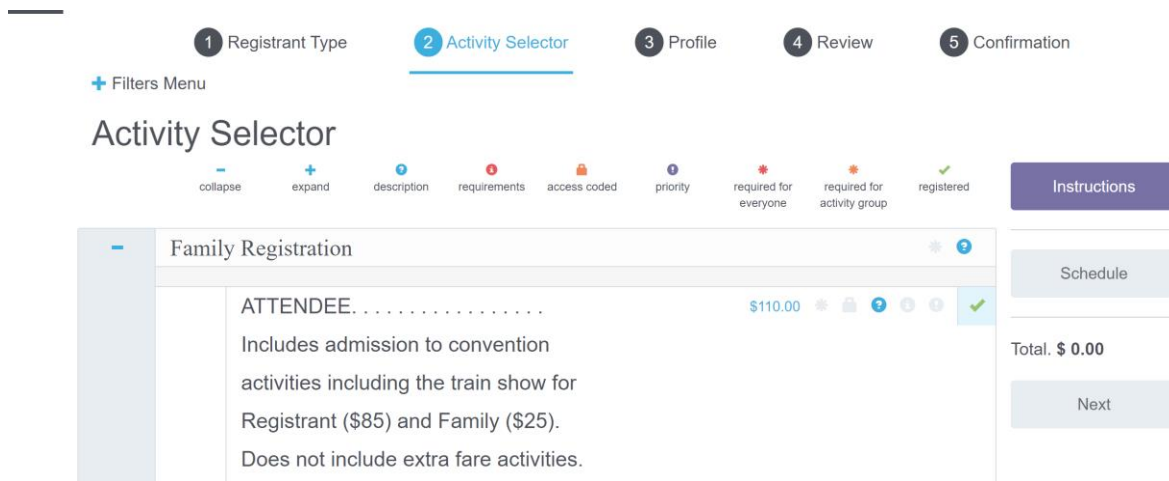 1 Registrant Type 2 Activity Selector 3 Profile 4 Review 5 Confirmation
Filters Menu
Activity Selector
collapse expand description requirements access coded priority required for everyone required for activity group registered
Instructions
Family Registration
Schedule
ATTENDEE. . . . . . . . . . . . . . . . . $110.00
Includes admission to convention
activities including the train show for
Registrant ($85) and Family ($25).
Does not include extra fare activities.
Total. $ 0.00
Next